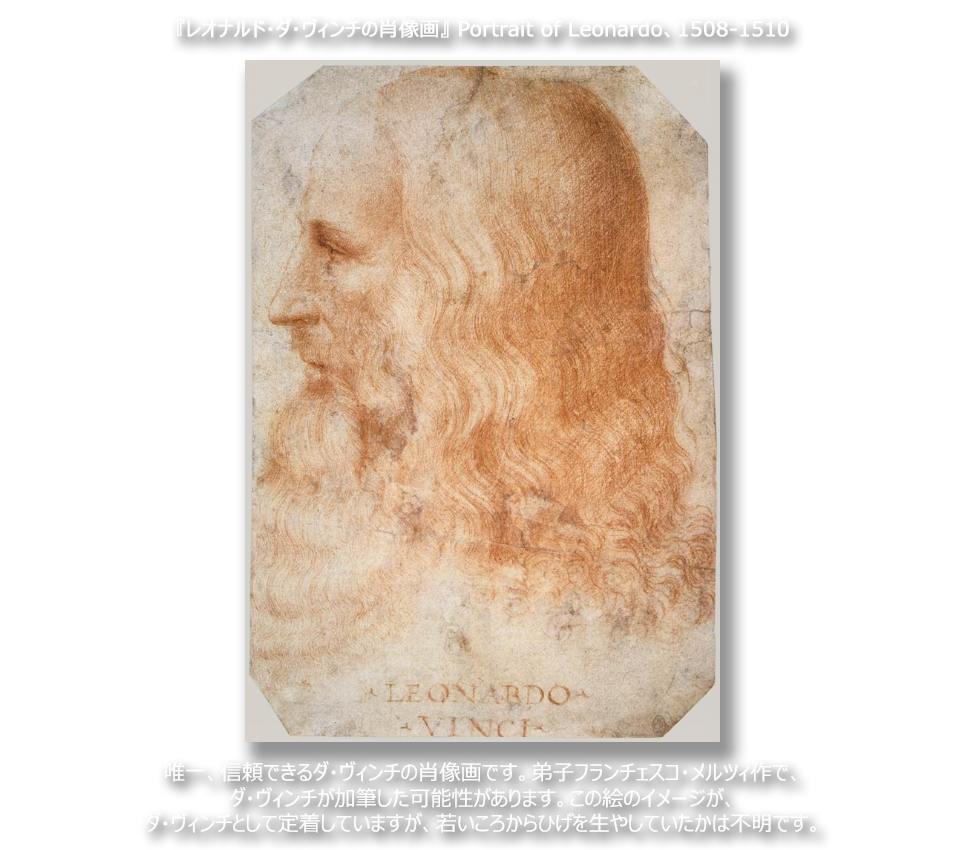 『レオナルド・ダ・ヴィンチの肖像画』 Portrait of Leonardo、1508-1510
LEONARDO
VINCI
唯一、信頼できるダ・ヴィンチの肖像画です。弟子フランチェスコ・メルツィ作で、
ダ・ヴィンチが加筆した可能性があります。この絵のイメージが、
ダ・ヴィンチとして定着していますが、若いころからひげを生やしていたかは不明です。